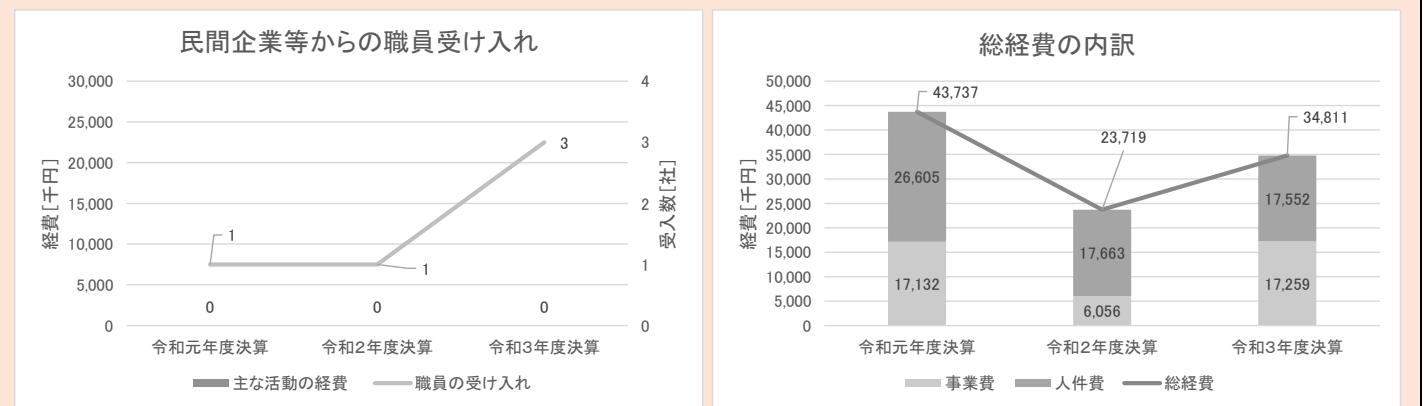 民間企業等からの職員受け入れ
30,000
25,000
20,000
15,000
10,000
5,000
0
経費[千円]
4
3
2
1
0
受入数[社]
1
1
3
0
0
0
令和元年度決算
令和2年度決算
令和3年度決算
主な活動の経費
職員の受け入れ
総経費の内訳
50,000
45,000
40,000
35,000
30,000
25,000
20,000
15,000
10,000
5,000
0
経費[千円]
43,737
23,719
34,811
26,605
17,663
17,552
17,132
6,056
17,259
令和元年度決算
令和2年度決算
令和3年度決算
事業費
人件費
総経費